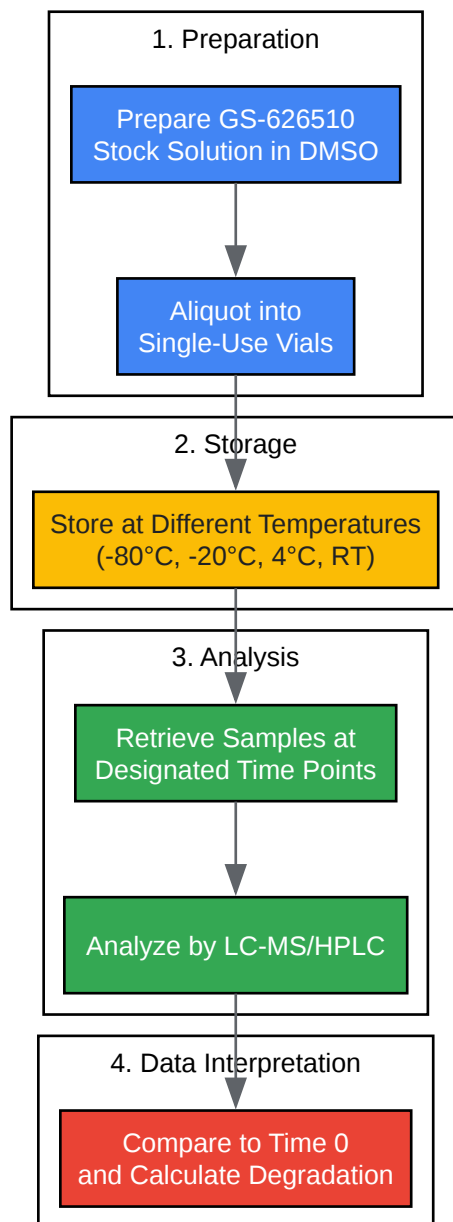 1. Preparation
Prepare GS-626510
Stock Solution in DMSO
Aliquot into
Single-Use Vials
2. Storage
Store at Different Temperatures
(-80°C, -20°C, 4°C, RT)
3. Analysis
Retrieve Samples at
Designated Time Points
Analyze by LC-MS/HPLC
4. Data Interpretation
Compare to Time 0
and Calculate Degradation